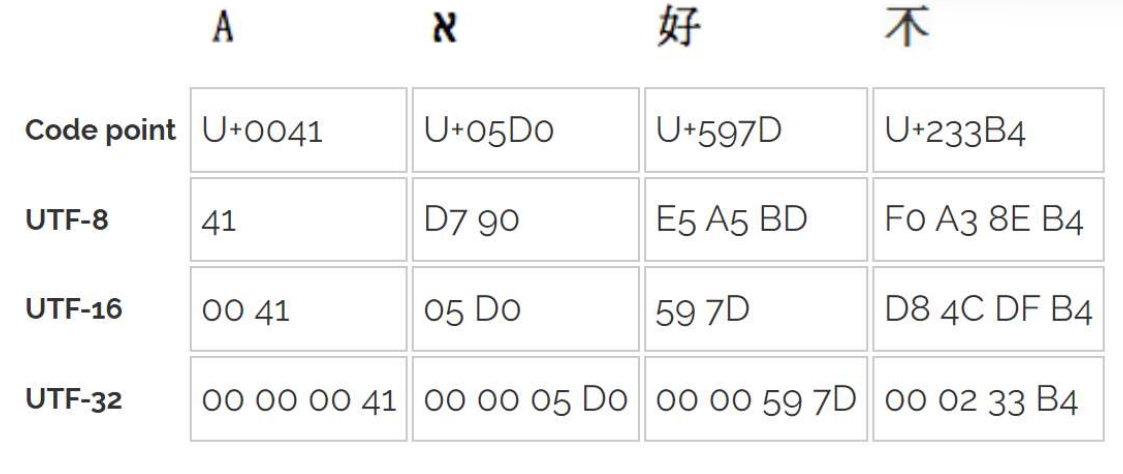 A א 好 𣎴
Code point U+0041 U+05D0 U+597D U+233B4
UTF-8 41 D7 90 E5 A5 BD F0 A3 8E B4
UTF-16 00 41 05 D0 59 7D D8 4C DF B4
UTF-32 00 00 00 41 00 00 05 D0 00 00 59 7D 00 02 33 B4